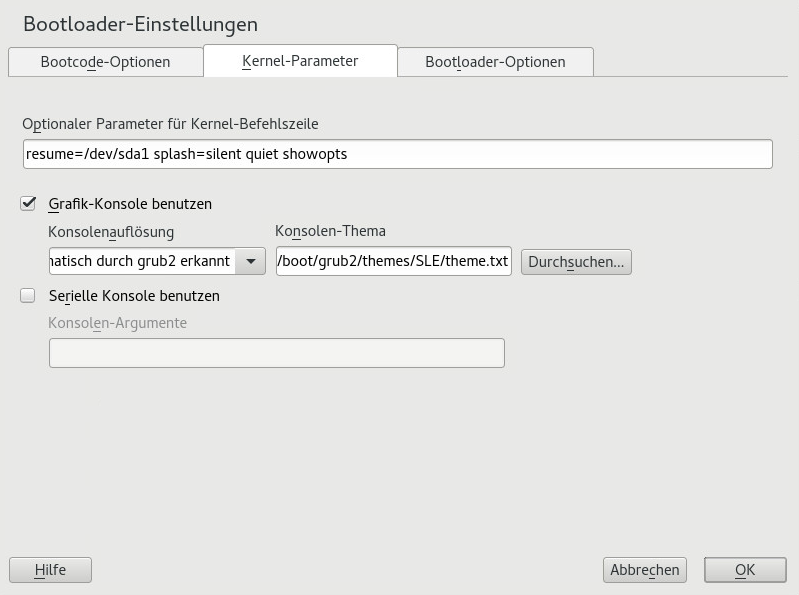 Bootloader-Einstellungen
Bootcode-Optionen
Kernel-Parameter
Bootloader-Optionen
Optionaler Parameter für Kernel-Befehlszeile
resume=/dev/sda1 splash=silent quiet showopts
Grafik-Konsole benutzen
Konsolenauflösung
Konsolen-Thema
durch grub2 erkannt
/boot/grub2/themes/SLE/theme.txt
Durchsuchen...
Serielle Konsole benutzen
Konsolen-Argumente
Hilfe
Abbrechen
OK